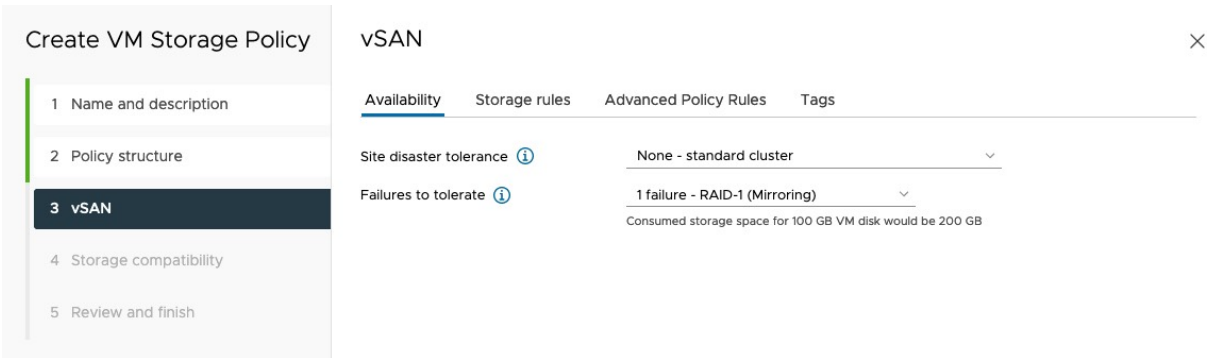 Create VM Storage Policy
1 Name and description
2 Policy structure
3 vSAN
4 Storage compatibility
5 Review and finish
vSAN
Availability Storage rules Advanced Policy Rules Tags
Site disaster tolerance None - standard cluster
Failures to tolerate 1 failure - RAID-1 (Mirroring)
Consumed storage space for 100 GB VM disk would be 200 GB